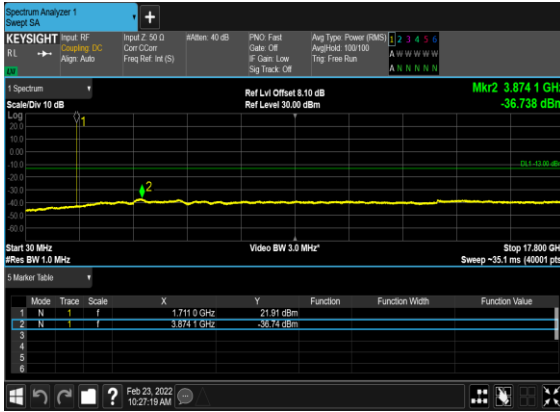 Spectrum Analyzer 1
Swept SA
+
KEYSIGHT Input: RF Input Z: 50 Ω #Atten: 40 dB PNO: Fast Avg Type: Power (RMS) 1 2 3 4 5 6
RL Coupling: DC Corr CCorr Gate: Off Avg|Hold: 100/100 A W W W W W
Align: Auto Freq Ref: Int (S) IF Gain: Low Trig: Free Run
Sig Track: Off A N N N N N
1 Spectrum Ref Lvl Offset 8.10 dB Mkr2 3.874 1 GHz
Scale/Div 10 dB Ref Level 30.00 dBm -36.738 dBm
Log
20.0
10.0
0.00
-10.0
-20.0
-30.0
-40.0
-50.0
-60.0
1
2
DL1 -13.00 dBm
Start 30 MHz Video BW 3.0 MHz* Stop 17.800 GHz
#Res BW 1.0 MHz Sweep ~35.1 ms (40001 pts)
5 Marker Table
Mode Trace Scale X Y Function Function Width Function Value
1 N 1 f 1.711 0 GHz 21.91 dBm
2 N 1 f 3.874 1 GHz -36.74 dBm
3
4
5
6
? Feb 23, 2022
10:27:19 AM